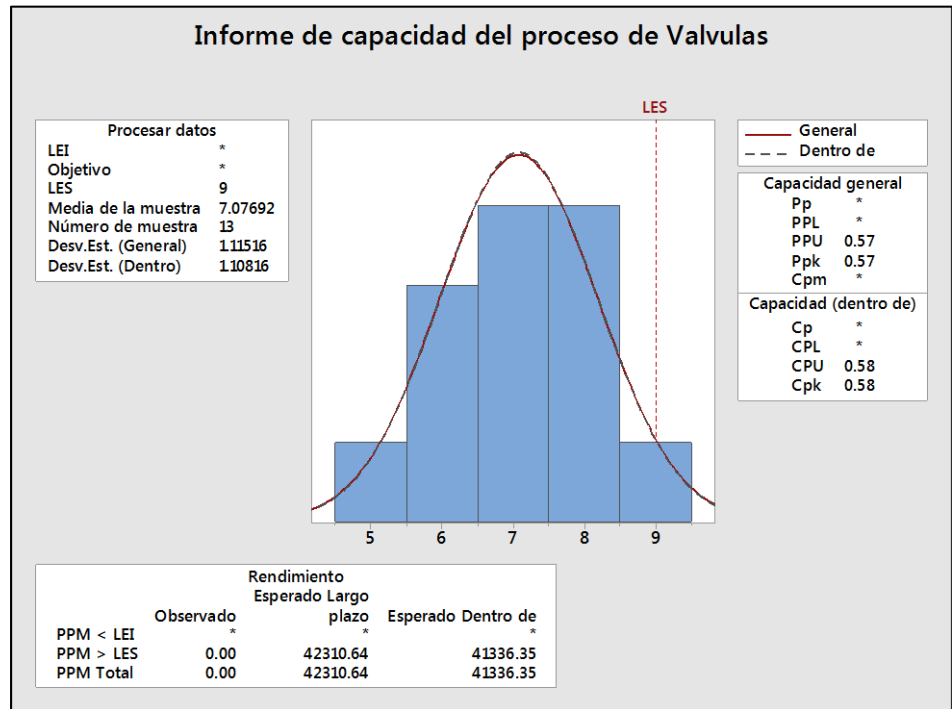 Informe de capacidad del proceso de Valvulas
LES
Procesar datos
LEI *
Objetivo *
LES 9
Media de la muestra 7.07692
Número de muestra 13
Desv.Est. (General) 1.11516
Desv.Est. (Dentro) 1.10816
General
Dentro de
Capacidad general
Pp *
PPL *
PPU 0.57
Ppk 0.57
Cpm *
Capacidad (dentro de)
Cp *
CPL *
CPU 0.58
Cpk 0.58
5 6 7 8 9
Rendimiento
Esperado Largo
Observado plazo Esperado Dentro de
PPM < LEI * * *
PPM > LES 0.00 42310.64 41336.35
PPM Total 0.00 42310.64 41336.35